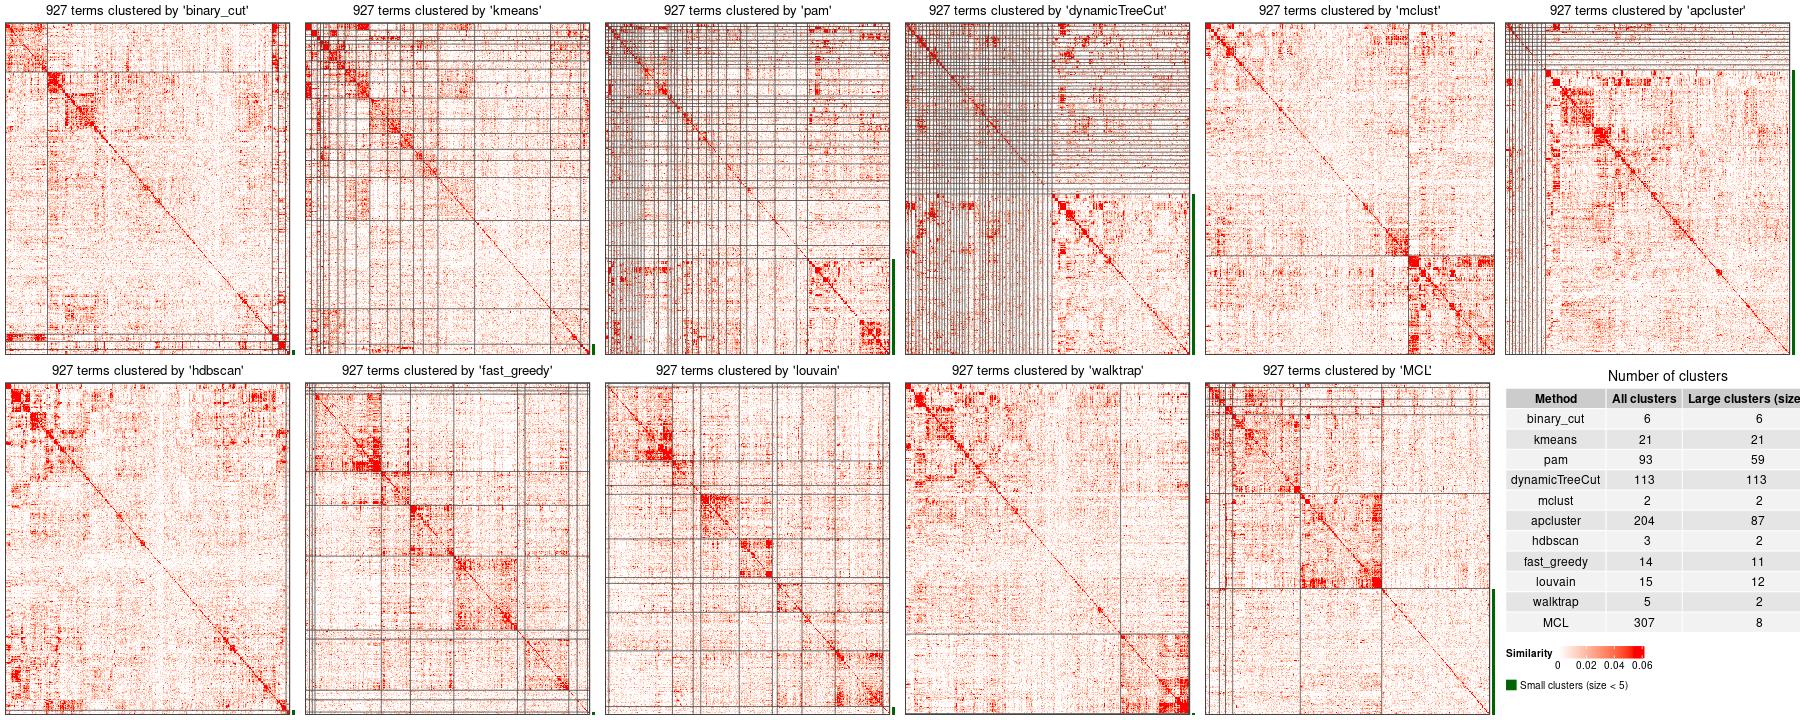 927 terms clustered by 'binary_cut'
927 terms clustered by 'kmeans'
927 terms clustered by 'pam'
927 terms clustered by 'dynamicTreeCut'
927 terms clustered by 'mclust'
927 terms clustered by 'apcluster'
927 terms clustered by 'hdbscan'
927 terms clustered by 'fast_greedy'
927 terms clustered by 'louvain'
927 terms clustered by 'walktrap'
927 terms clustered by 'MCL'
Number of clusters
Method All clusters Large clusters (size
binary_cut 6 6
kmeans 21 21
pam 93 59
dynamicTreeCut 113 113
mclust 2 2
apcluster 204 87
hdbscan 3 2
fast_greedy 14 11
louvain 15 12
walktrap 5 2
MCL 307 8
Similarity
0 0.02 0.04 0.06
Small clusters (size < 5)